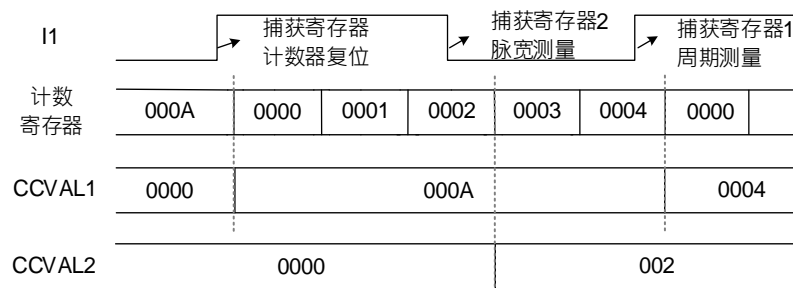 I1
捕获寄存器
计数器复位
捕获寄存器2
脉宽测量
捕获寄存器1
周期测量
计数
寄存器
000A 0000 0001 0002 0003 0004 0000
CCVAL1 0000 000A 0004
CCVAL2 0000 002